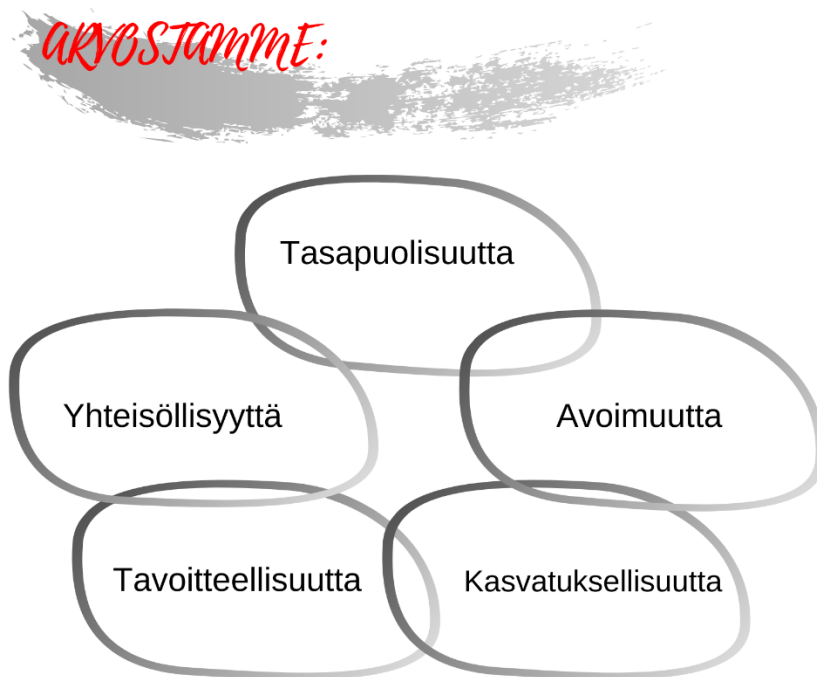 ARVOSTAMME:
Tasapuolisuutta
Yhteisöllisyyttä
Avoimuutta
Tavoitteellisuutta
Kasvatuksellisuutta